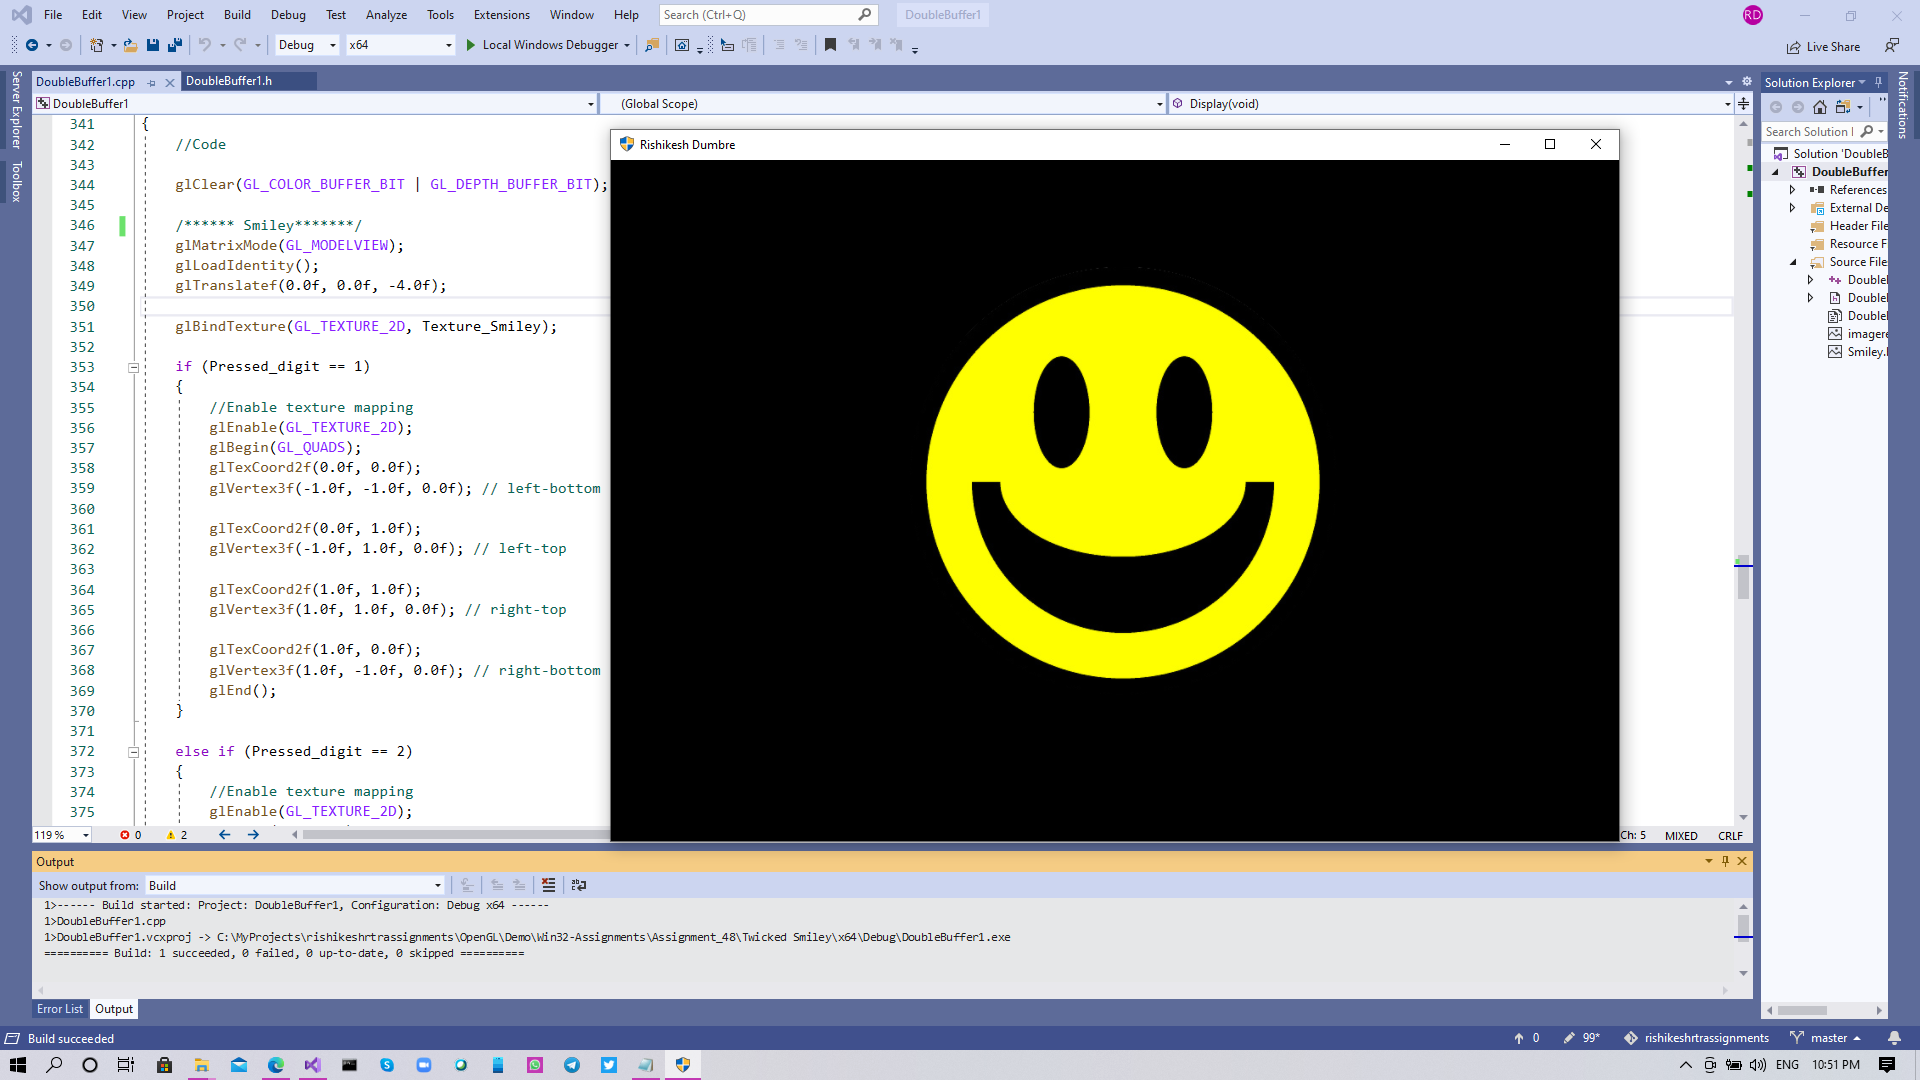 File Edit View Project Build Debug Test Analyze Tools Extensions Window Help Search (Ctrl+Q) DoubleBuffer1 RD
Debug x64 Local Windows Debugger Live Share
DoubleBuffer1.cpp DoubleBuffer1.h Solution Explorer
Server Explorer
Toolbox
Notifications
DoubleBuffer1 (Global Scope) Display(void)
341 {
342 //Code
343
344 glClear(GL_COLOR_BUFFER_BIT | GL_DEPTH_BUFFER_BIT);
345
346 /****** Smiley*******/
347 glMatrixMode(GL_MODELVIEW);
348 glLoadIdentity();
349 glTranslatef(0.0f, 0.0f, -4.0f);
350
351 glBindTexture(GL_TEXTURE_2D, Texture_Smiley);
352
353 if (Pressed_digit == 1)
354 {
355 //Enable texture mapping
356 glEnable(GL_TEXTURE_2D);
357 glBegin(GL_QUADS);
358 glTexCoord2f(0.0f, 0.0f);
359 glVertex3f(-1.0f, -1.0f, 0.0f); // left-bottom
360
361 glTexCoord2f(0.0f, 1.0f);
362 glVertex3f(-1.0f, 1.0f, 0.0f); // left-top
363
364 glTexCoord2f(1.0f, 1.0f);
365 glVertex3f(1.0f, 1.0f, 0.0f); // right-top
366
367 glTexCoord2f(1.0f, 0.0f);
368 glVertex3f(1.0f, -1.0f, 0.0f); // right-bottom
369 glEnd();
370 }
371
372 else if (Pressed_digit == 2)
373 {
374 //Enable texture mapping
375 glEnable(GL_TEXTURE_2D);
Rishikesh Dumbre
Search Solution
Solution 'DoubleB
DoubleBuffer
References
External De
Header File
Resource F
Source File
Double
Double
Double
imagere
Smiley.
119 % 0 2 Ch: 5 MIXED CRLF
Output
Show output from: Build
1>------ Build started: Project: DoubleBuffer1, Configuration: Debug x64 ------
1>DoubleBuffer1.cpp
1>DoubleBuffer1.vcxproj -> C:\MyProjects\rishikeshrtrassignments\OpenGL\Demo\Win32-Assignments\Assignment_48\Twicked Smiley\x64\Debug\DoubleBuffer1.exe
========== Build: 1 succeeded, 0 failed, 0 up-to-date, 0 skipped ==========
Error List Output
Build succeeded 0 99* rishikeshrtrassignments master
ENG 10:51 PM